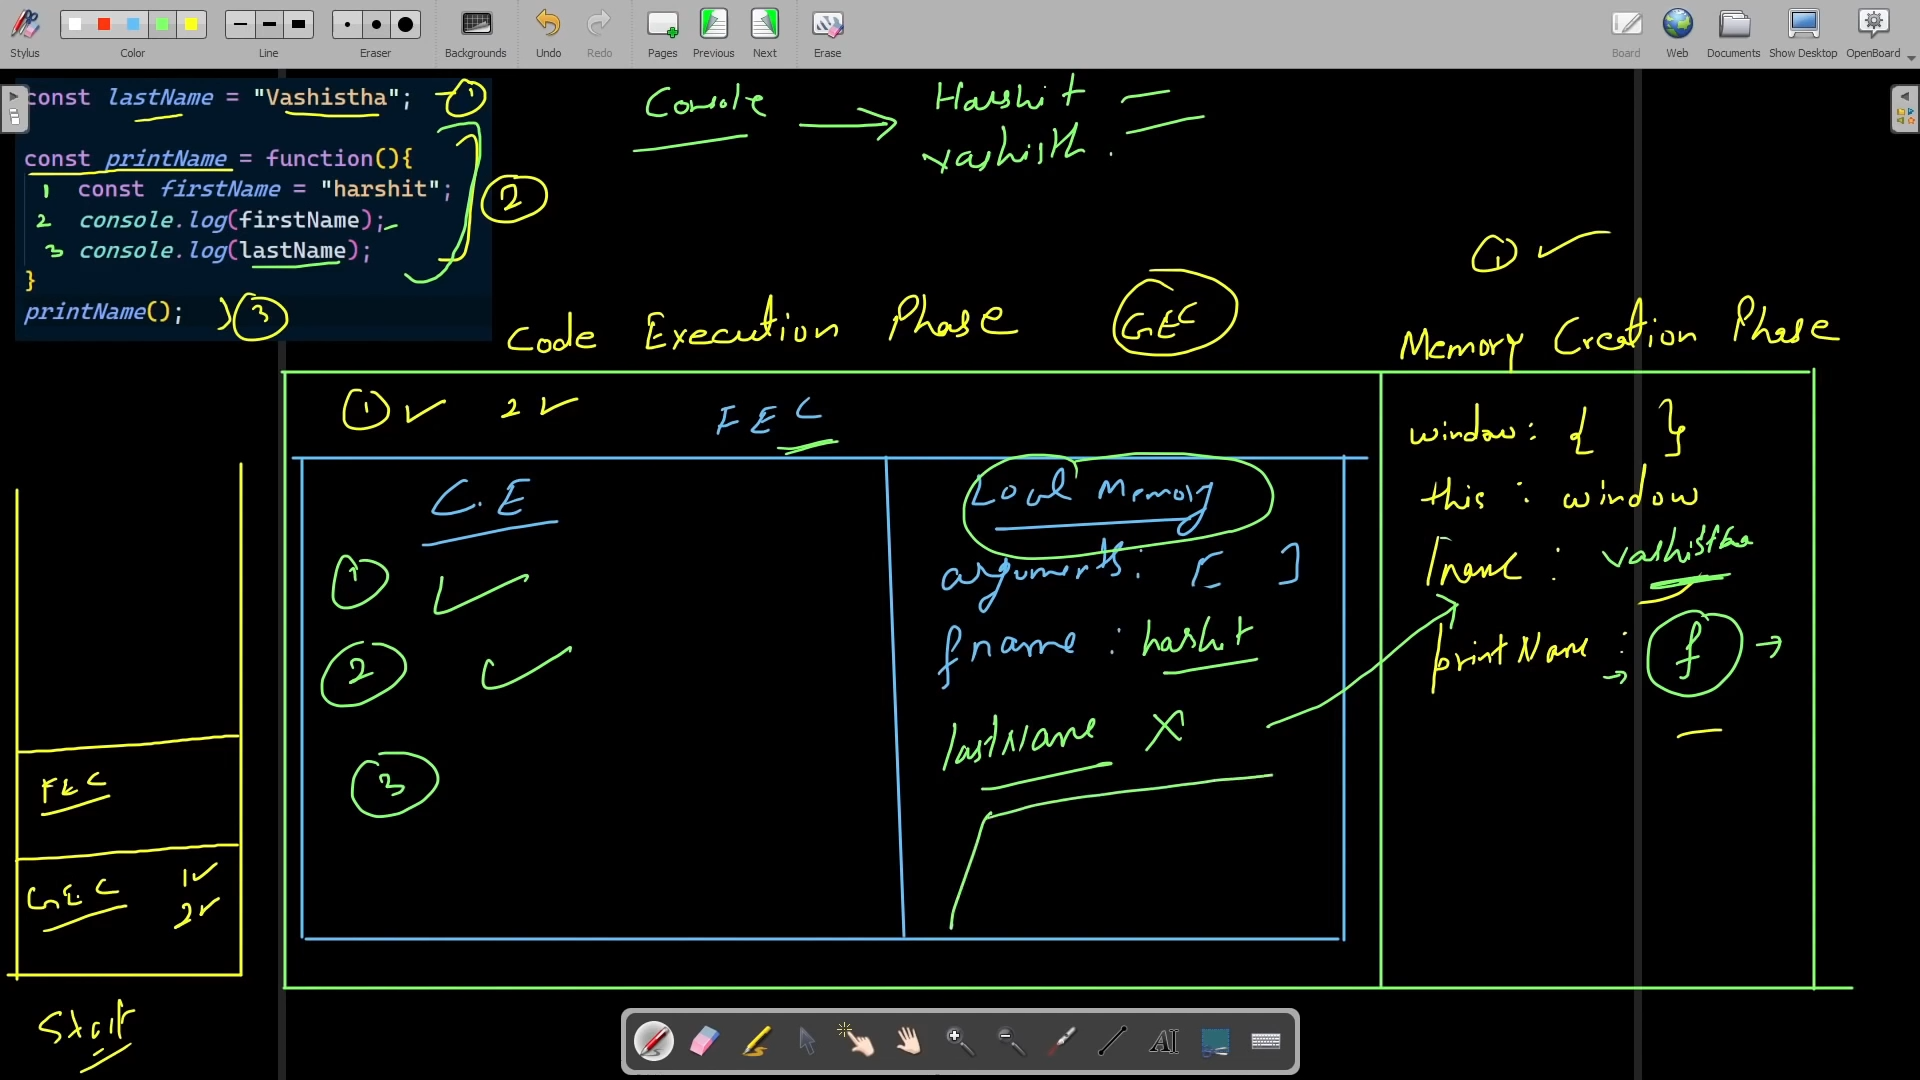 Stylus Color Line Eraser Backgrounds Undo Redo Pages Previous Next Erase Board Web Documents Show Desktop OpenBoard
const lastName = "Vashistha"; 1
const printName = function(){
1 const firstName = "harshit";
2 console.log(firstName);
3 console.log(lastName);
}
printName(); 3
2
Console → Harshit
vashisth.
1 ✓
Code Execution Phase GEC
Memory Creation Phase
1 ✓ 2 ✓ FEC
C.E
1 ✓
2 ✓
3
Local Memory
arguments: [ ]
fname : hashit
lastName X
window: { }
this : window
lname : vashistha
printName : f →
FEC
GEC 1✓
2✓